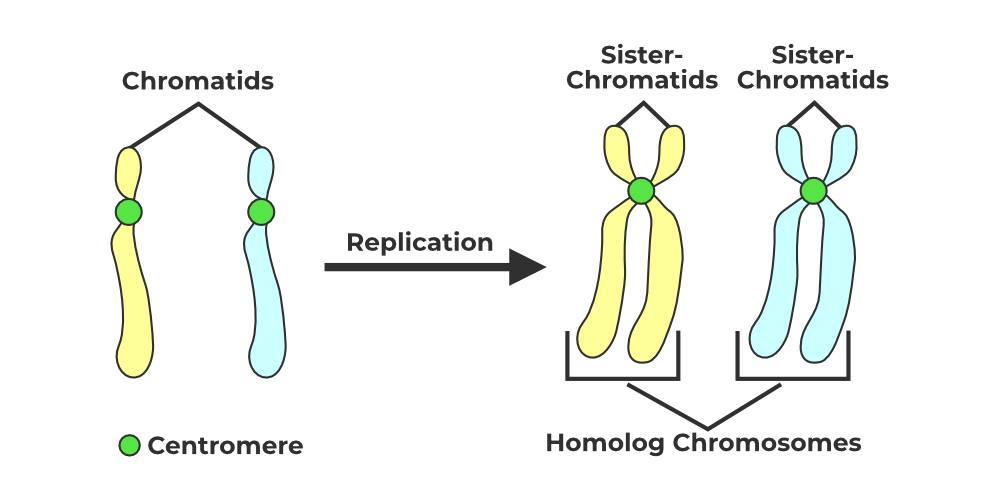 Chromatids
Sister-
Chromatids
Sister-
Chromatids
Replication
Centromere
Homolog Chromosomes